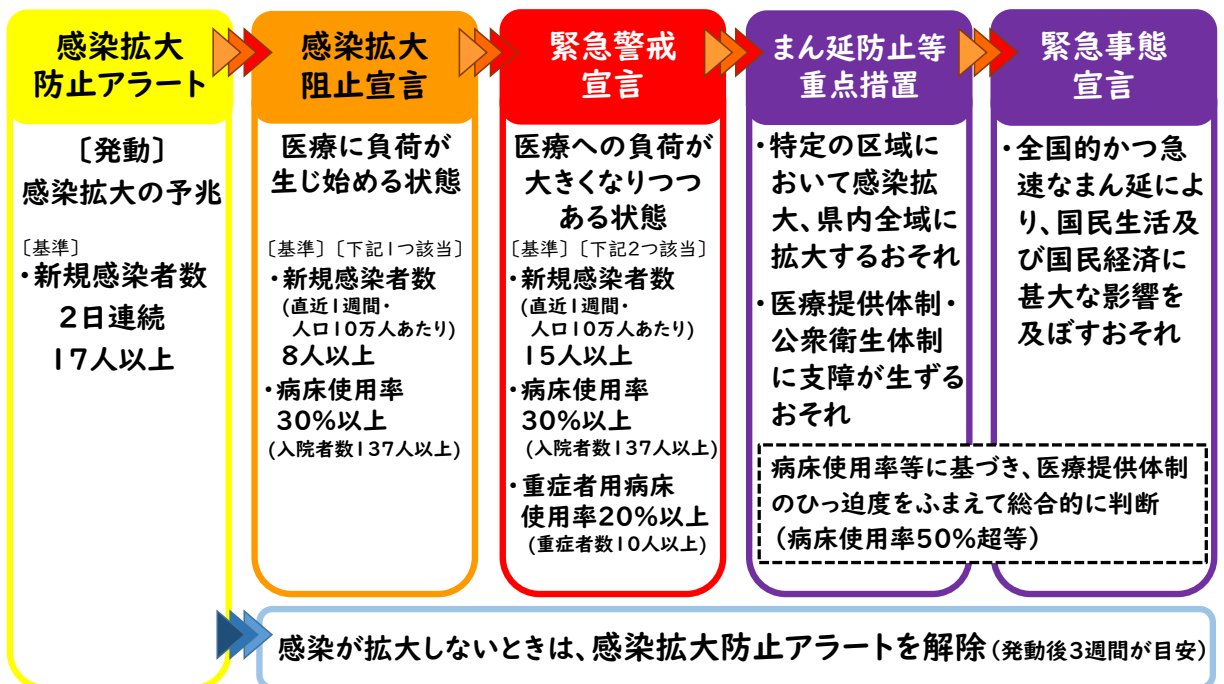 感染拡大
防止アラート
〔発動〕
感染拡大の予兆
〔基準〕
・新規感染者数
2日連続
17人以上
感染拡大
阻止宣言
医療に負荷が
生じ始める状態
〔基準〕〔下記1つ該当〕
・新規感染者数
(直近1週間・
人口10万人あたり)
8人以上
・病床使用率
30%以上
(入院者数137人以上)
緊急警戒
宣言
医療への負荷が
大きくなりつつ
ある状態
〔基準〕〔下記2つ該当〕
・新規感染者数
(直近1週間・
人口10万人あたり)
15人以上
・病床使用率
30%以上
(入院者数137人以上)
・重症者用病床
使用率20%以上
(重症者数10人以上)
まん延防止等
重点措置
・特定の区域に
おいて感染拡
大、県内全域に
拡大するおそれ
・医療提供体制・
公衆衛生体制
に支障が生ずる
おそれ
緊急事態
宣言
・全国的かつ急
速なまん延によ
り、国民生活及
び国民経済に
甚大な影響を
及ぼすおそれ
病床使用率等に基づき、医療提供体制
のひっ迫度をふまえて総合的に判断
(病床使用率50%超等)
感染が拡大しないときは、感染拡大防止アラートを解除(発動後3週間が目安)